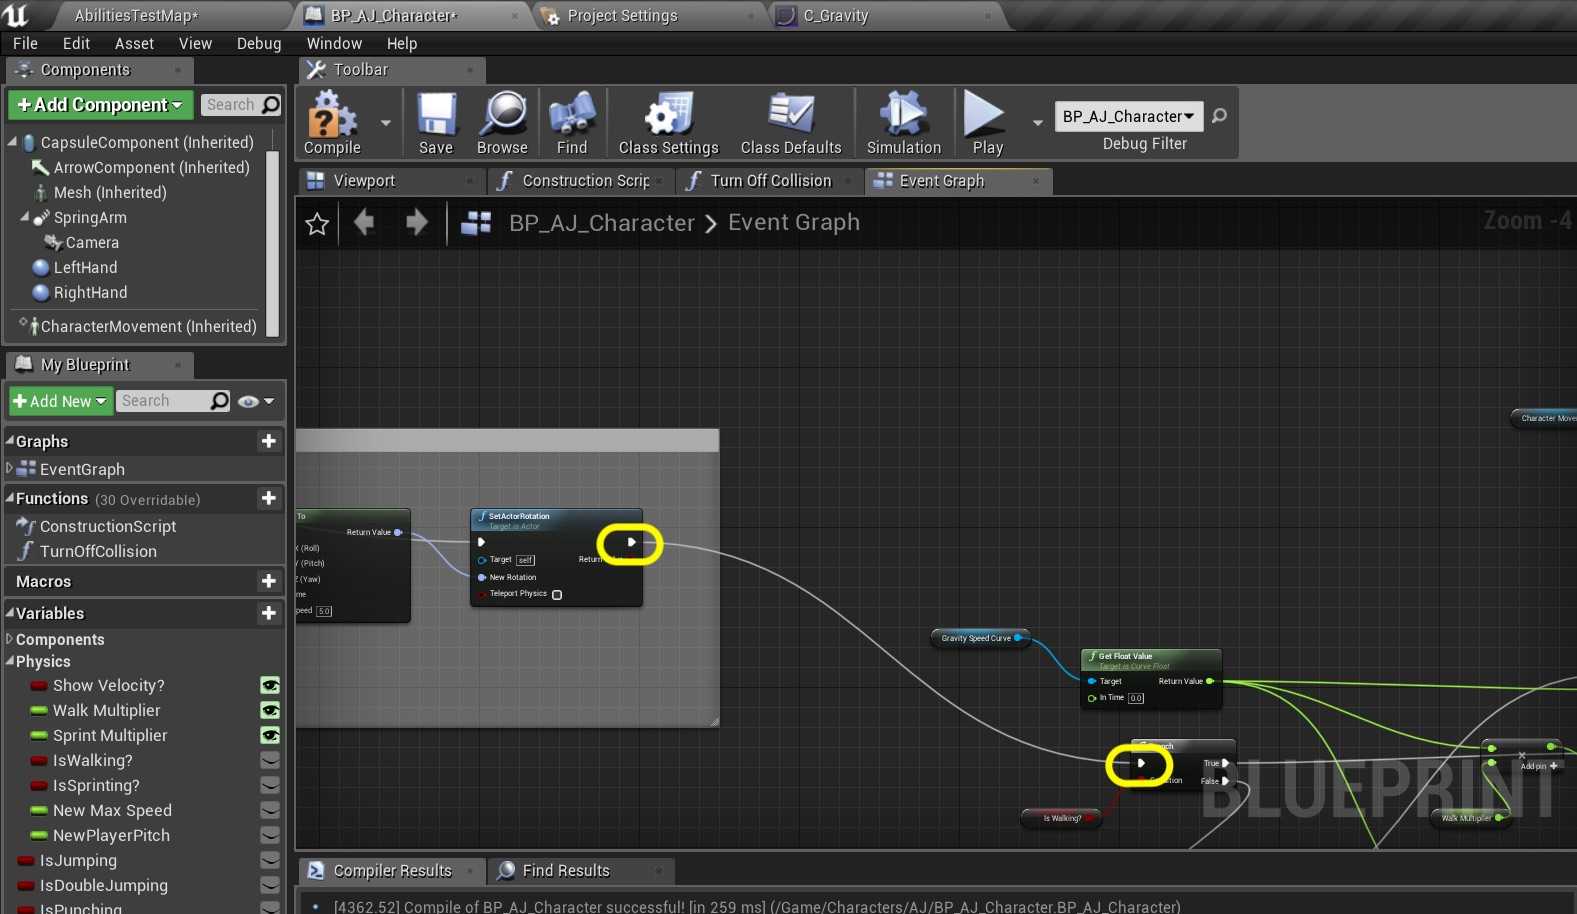 AbilitiesTestMap*
BP_AJ_Character*
Project Settings
C_Gravity
File Edit Asset View Debug Window Help
Components
Toolbar
+Add Component
Search
CapsuleComponent (Inherited)
ArrowComponent (Inherited)
Mesh (Inherited)
SpringArm
Camera
LeftHand
RightHand
CharacterMovement (Inherited)
Compile
Save
Browse
Find
Class Settings
Class Defaults
Simulation
Play
BP_AJ_Character
Debug Filter
Viewport
Construction Scrip
Turn Off Collision
Event Graph
BP_AJ_Character > Event Graph
Zoom -4
My Blueprint
+Add New
Search
Graphs
EventGraph
Functions (30 Overridable)
ConstructionScript
TurnOffCollision
Macros
Variables
Components
Physics
Show Velocity?
Walk Multiplier
Sprint Multiplier
IsWalking?
IsSprinting?
New Max Speed
NewPlayerPitch
IsJumping
IsDoubleJumping
IsPunching
Character Move
To
Return Value
X (Roll)
Y (Pitch)
Z (Yaw)
me
peed 5.0
SetActorRotation
Target is Actor
Target self
Return
New Rotation
Teleport Physics
Gravity Speed Curve
Get Float Value
Target is Curve Float
Target
Return Value
In Time 0.0
nch
True
dition
False
Is Walking?
Add pin +
Walk Multiplier
BLUEPRINT
Compiler Results
Find Results
[4362.52] Compile of BP_AJ_Character successful! [in 259 ms] (/Game/Characters/AJ/BP_AJ_Character.BP_AJ_Character)